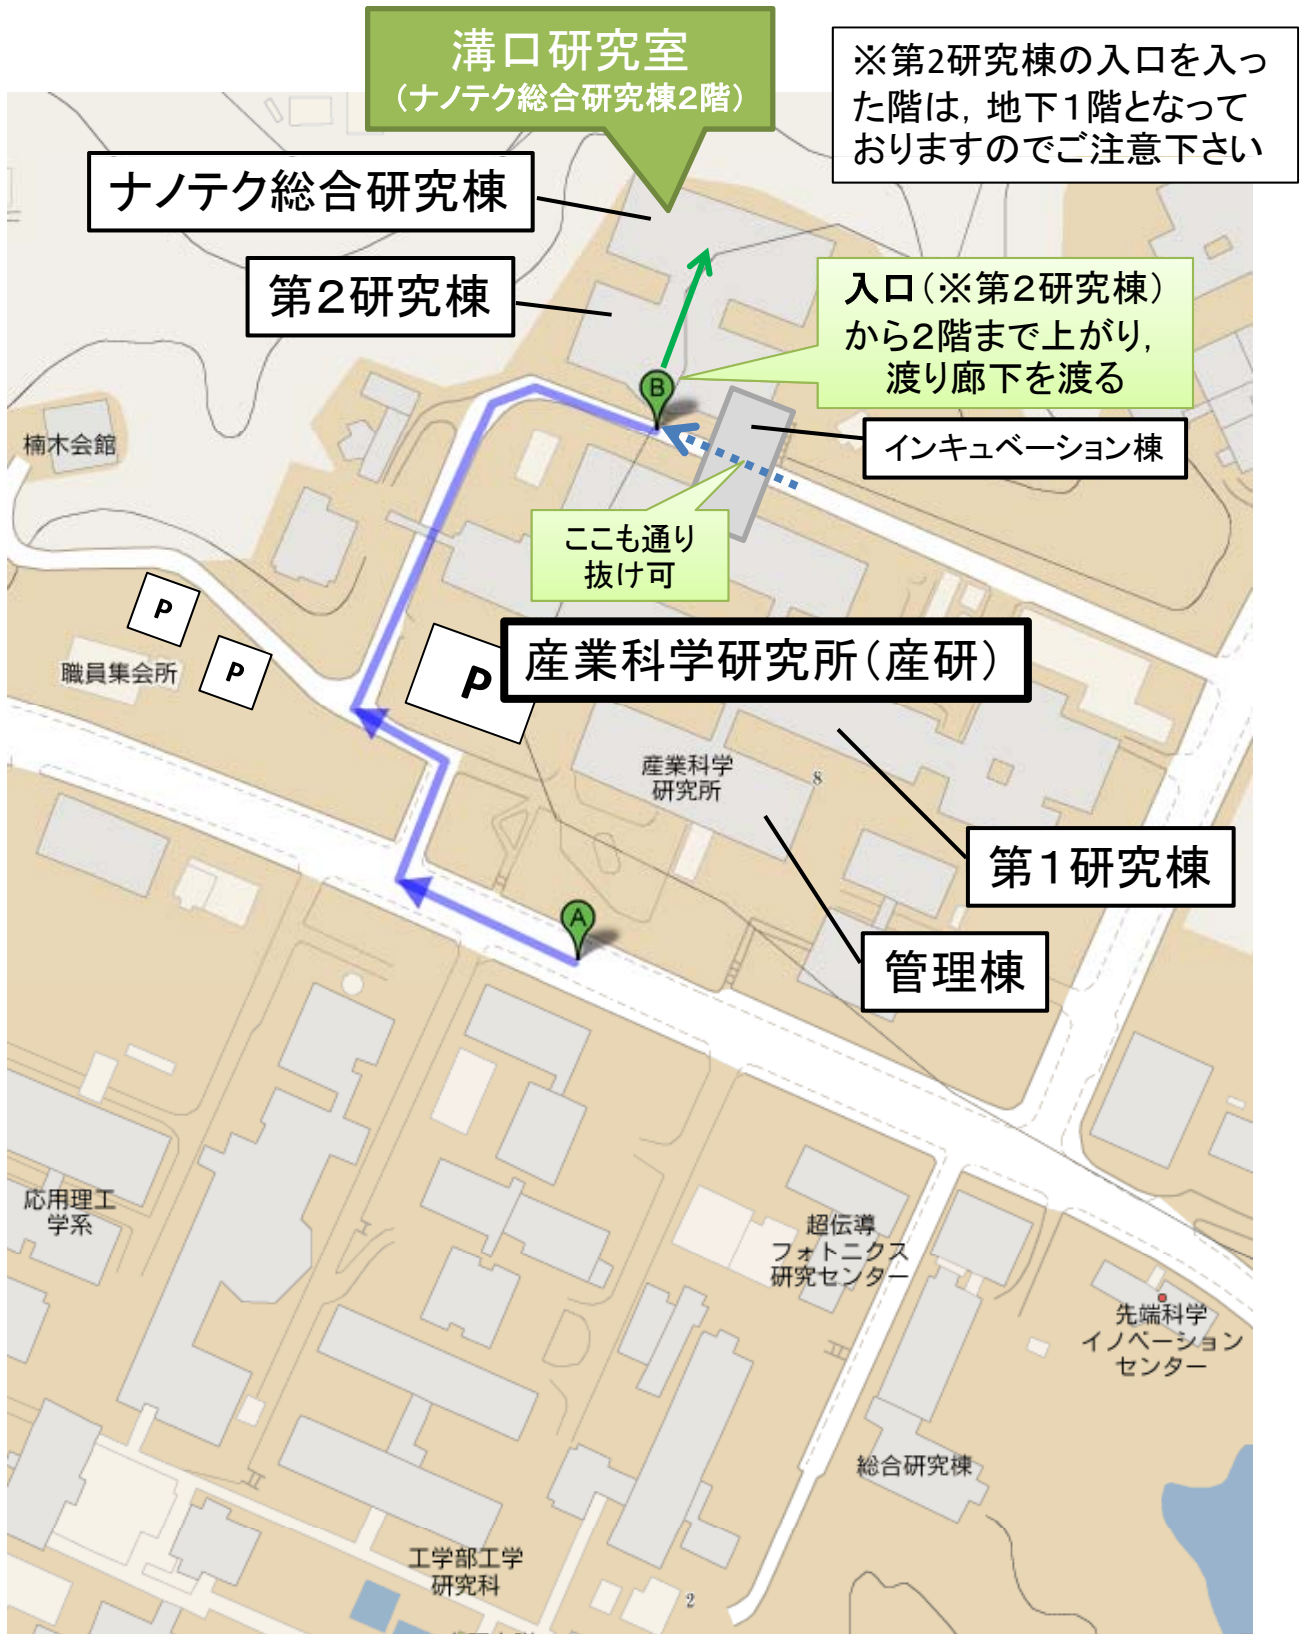 溝口研究室
（ナノテク総合研究棟２階）
※第2研究棟の入口を入っ
た階は，地下１階となって
おりますのでご注意下さい
ナノテク総合研究棟
第２研究棟
入口（※第２研究棟）
から２階まで上がり，
渡り廊下を渡る
B
インキュベーション棟
楠木会館
ここも通り
抜け可
P
P
P
職員集会所
産業科学研究所（産研）
産業科学
研究所
8
第１研究棟
A
管理棟
応用理工
学系
超伝導
フォトニクス
研究センター
先端科学
イノベーション
センター
総合研究棟
工学部工学
研究科
2